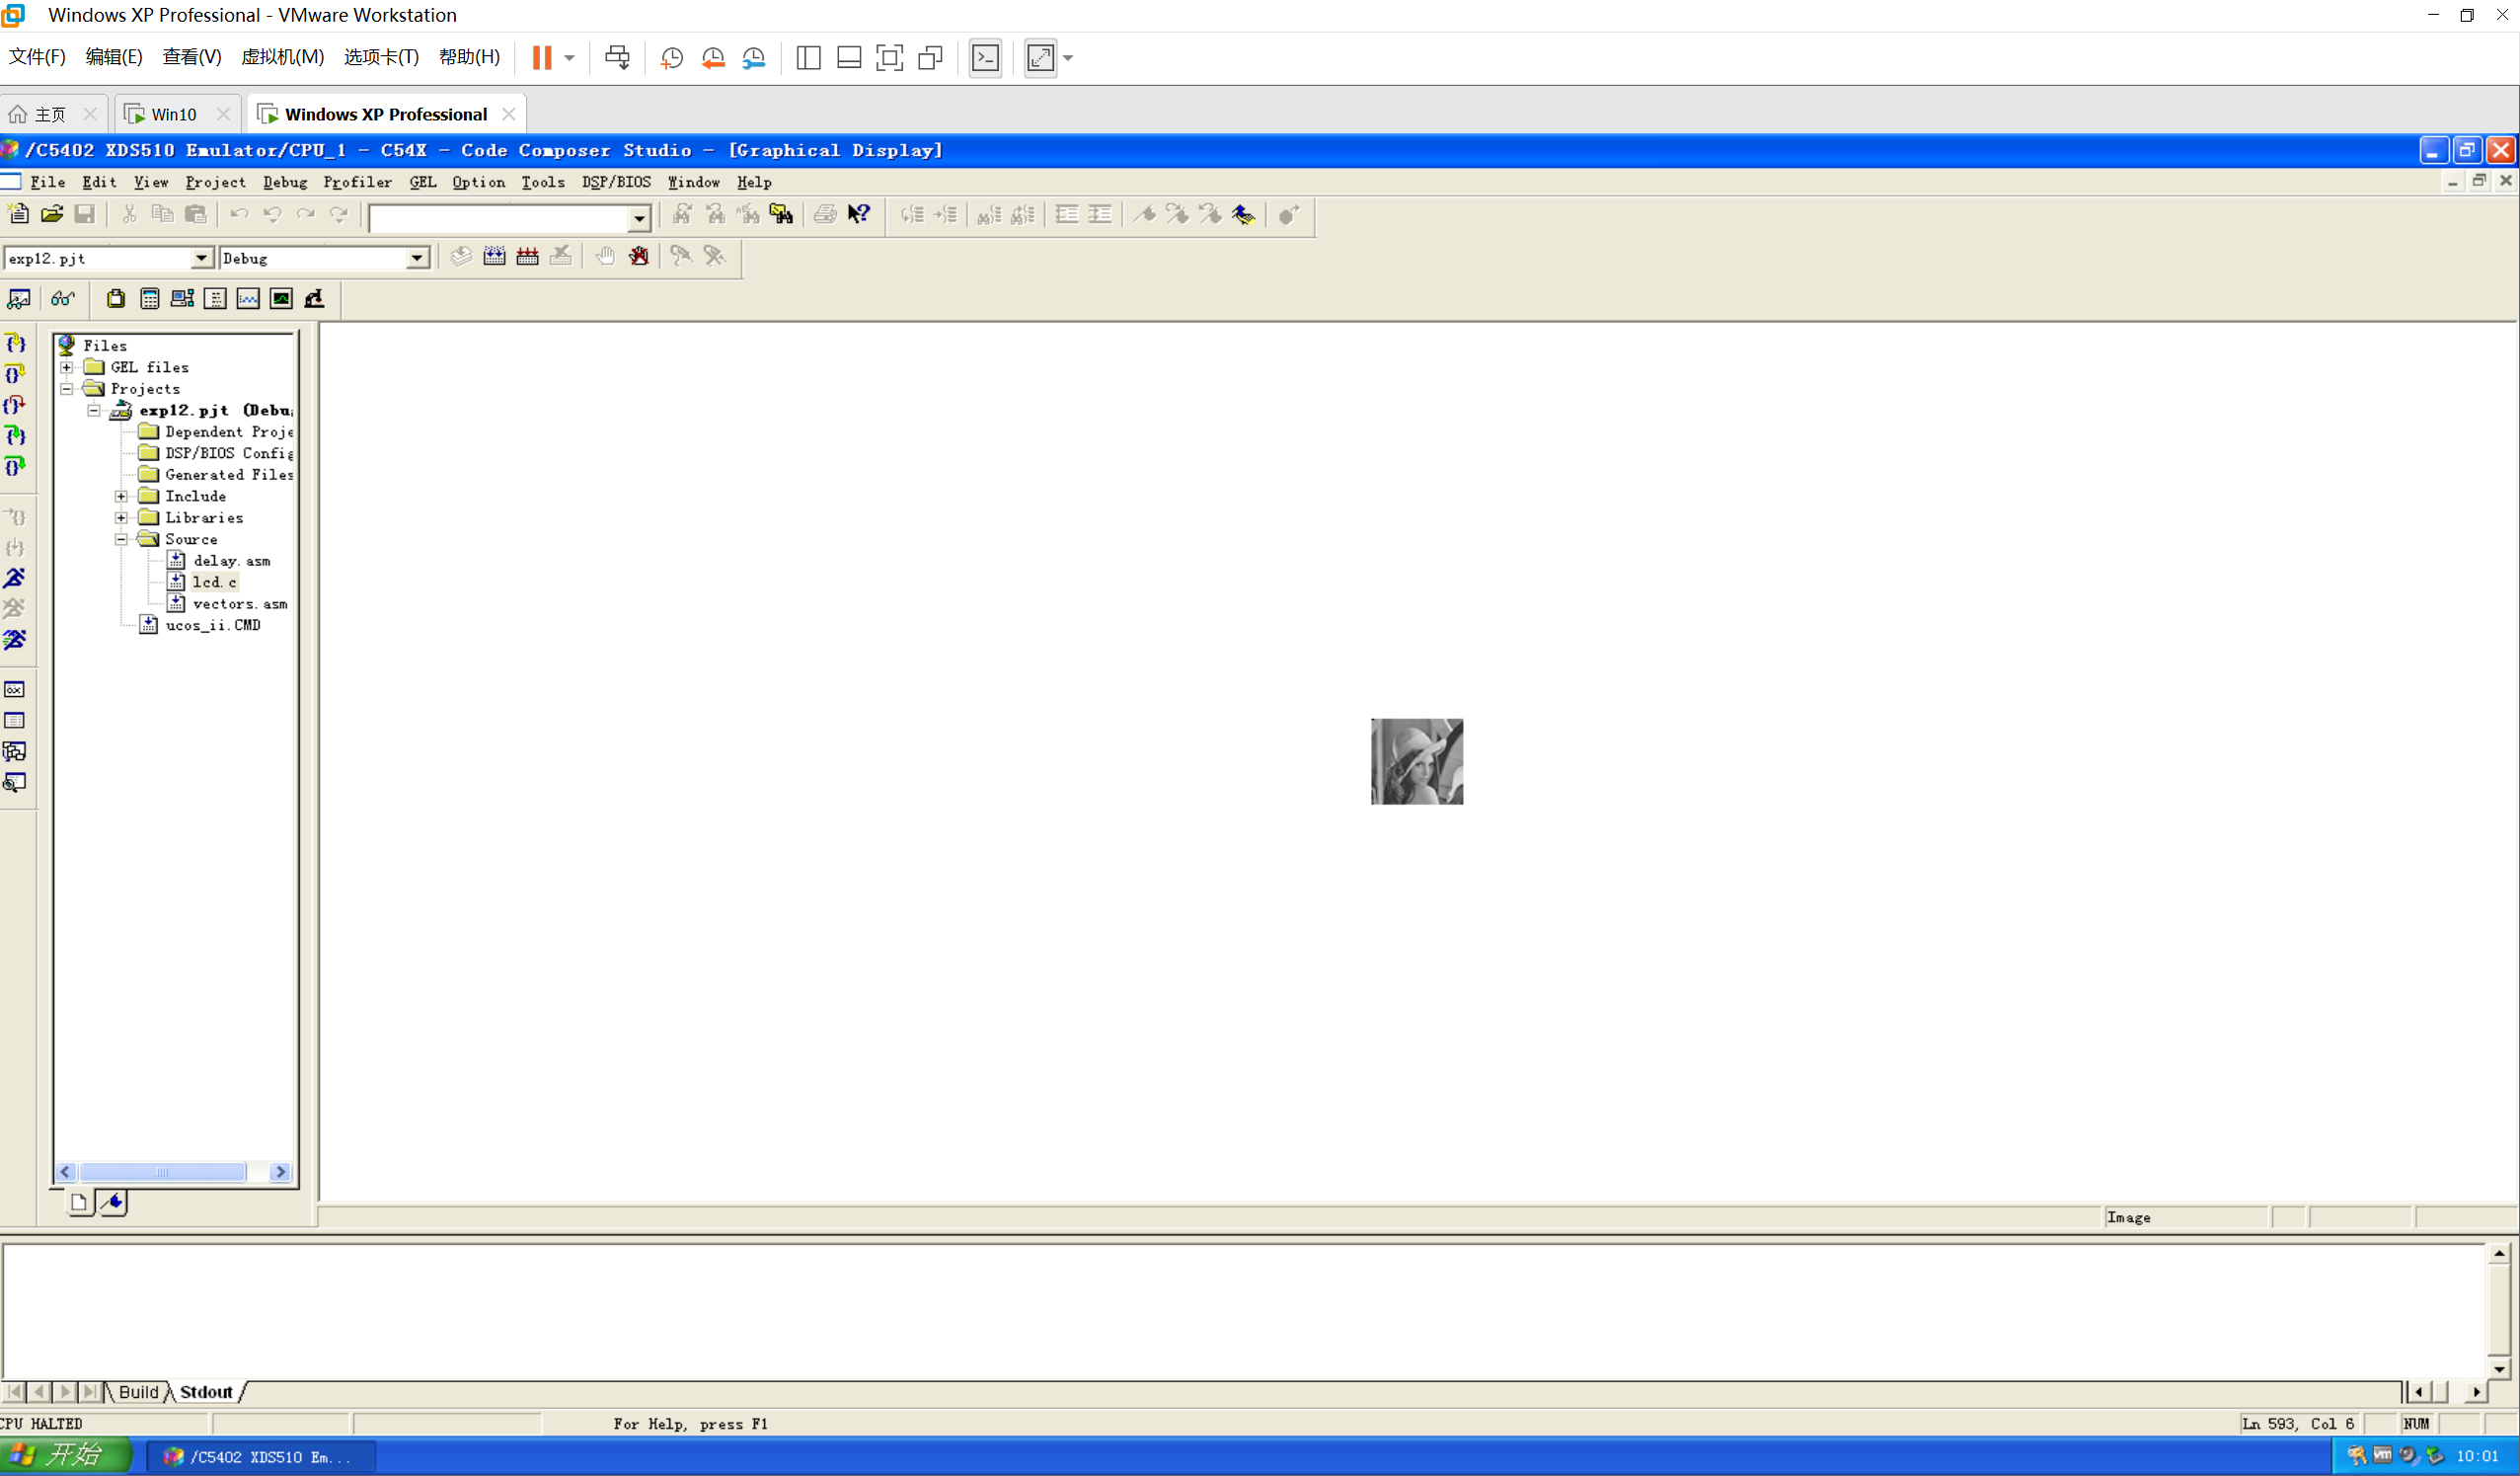 Windows XP Professional - VMware Workstation
文件(F) 编辑(E) 查看(V) 虚拟机(M) 选项卡(T) 帮助(H)
主页 Win10 Windows XP Professional
/C5402 XDS510 Emulator/CPU_1 - C54X - Code Composer Studio - [Graphical Display]
File Edit View Project Debug Profiler GEL Option Tools DSP/BIOS Window Help
exp12.pjt Debug
Files
GEL files
Projects
exp12.pjt (Debu
Dependent Proje
DSP/BIOS Config
Generated Files
Include
Libraries
Source
delay.asm
lcd.c
vectors.asm
ucos_ii.CMD
Image
Build Stdout
CPU HALTED For Help, press F1 Ln 593, Col 6 NUM
开始 /C5402 XDS510 Em... 10:01